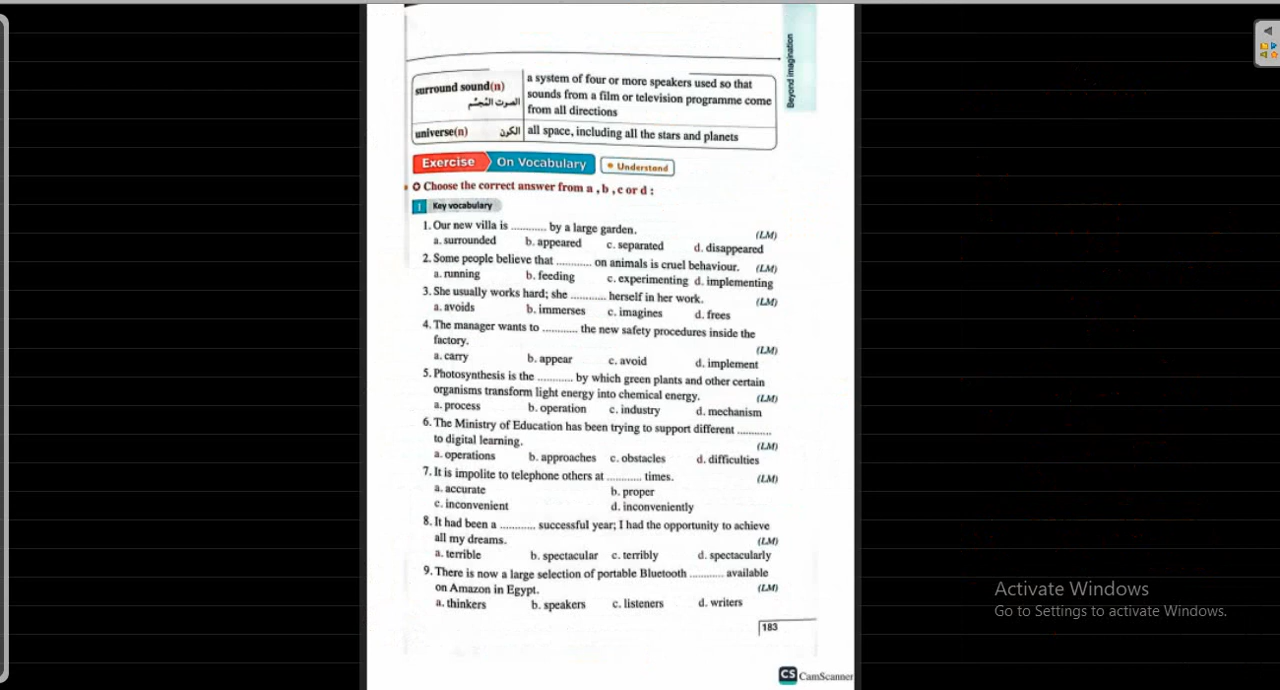 Beyond imagination
surround sound(n)
الصوت المُجسَّم
a system of four or more speakers used so that
sounds from a film or television programme come
from all directions
universe(n) الكون all space, including all the stars and planets
Exercise On Vocabulary • Understand
Choose the correct answer from a , b , c or d :
1 Key vocabulary
1. Our new villa is ............ by a large garden. (LM)
a. surrounded b. appeared c. separated d. disappeared
2. Some people believe that ............ on animals is cruel behaviour. (LM)
a. running b. feeding c. experimenting d. implementing
3. She usually works hard; she ............ herself in her work. (LM)
a. avoids b. immerses c. imagines d. frees
4. The manager wants to ............ the new safety procedures inside the
factory. (LM)
a. carry b. appear c. avoid d. implement
5. Photosynthesis is the ............ by which green plants and other certain
organisms transform light energy into chemical energy. (LM)
a. process b. operation c. industry d. mechanism
6. The Ministry of Education has been trying to support different ............
to digital learning. (LM)
a. operations b. approaches c. obstacles d. difficulties
7. It is impolite to telephone others at ............ times. (LM)
a. accurate b. proper
c. inconvenient d. inconveniently
8. It had been a ............ successful year; I had the opportunity to achieve
all my dreams. (LM)
a. terrible b. spectacular c. terribly d. spectacularly
9. There is now a large selection of portable Bluetooth ............ available
on Amazon in Egypt. (LM)
a. thinkers b. speakers c. listeners d. writers
183
CS CamScanner
Activate Windows
Go to Settings to activate Windows.